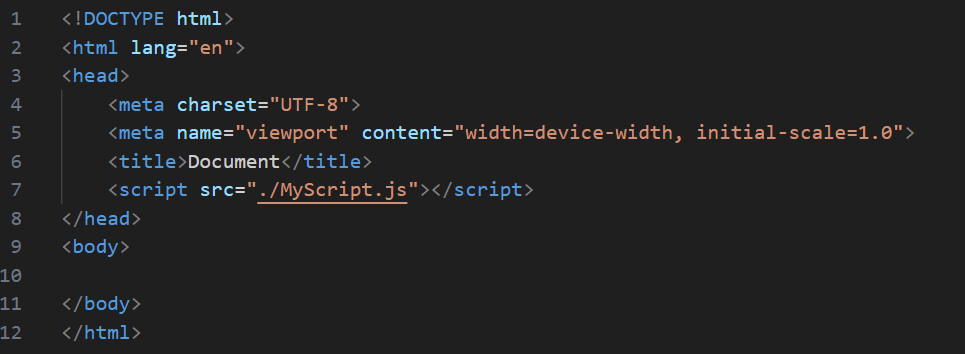 1 <!DOCTYPE html>
2 <html lang="en">
3 <head>
4     <meta charset="UTF-8">
5     <meta name="viewport" content="width=device-width, initial-scale=1.0">
6     <title>Document</title>
7     <script src="./MyScript.js"></script>
8 </head>
9 <body>
10
11 </body>
12 </html>